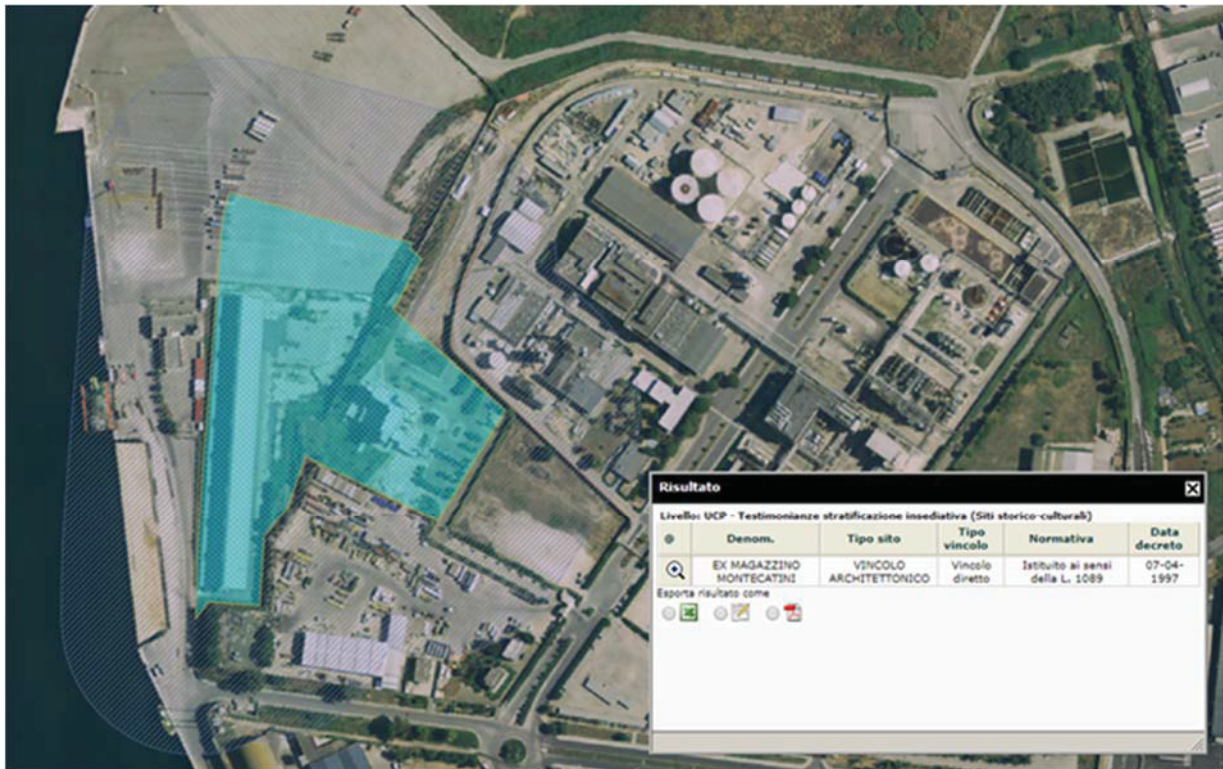 Risultato
Livello: UCP - Testimonianze stratificazione insediativa (Siti storico-culturali)
Denom. Tipo sito Tipo vincolo Normativa Data decreto
EX MAGAZZINO MONTECATINI VINCOLO ARCHITETTONICO Vincolo diretto Istituito ai sensi della L. 1089 07-04-1997
Esporta risultato come